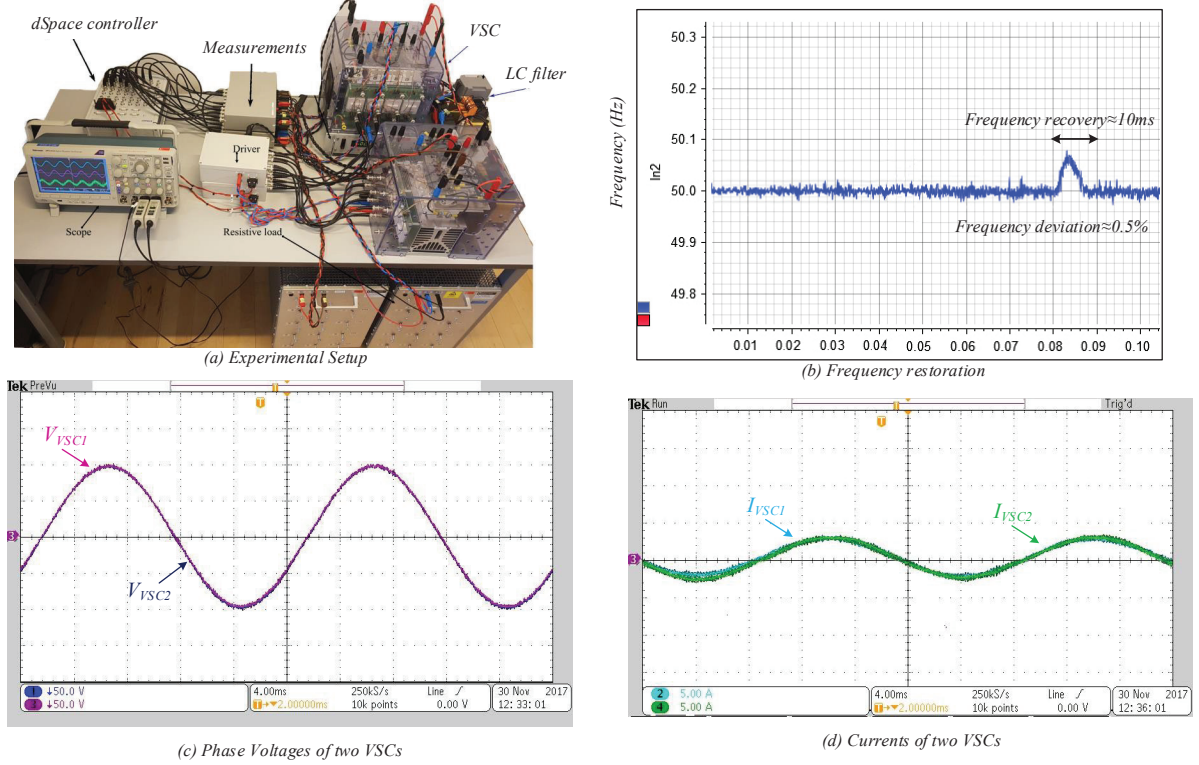 dSpace controller
Measurements
VSC
LC filter
Driver
Scope
Resistive load
(a) Experimental Setup
50.3
50.2
50.1
50.0
49.9
49.8
Frequency (Hz)
In2
Frequency recovery≈10ms
Frequency deviation≈0.5%
0.01 0.02 0.03 0.04 0.05 0.06 0.07 0.08 0.09 0.10
(b) Frequency restoration
Tek PreVu
T
T
V_VSC1
3
V_VSC2
1 50.0 V
3 50.0 V
4.00ms 250kS/s Line
T→▼2.00000ms 10k points 0.00 V
30 Nov 2017
12:33:01
(c) Phase Voltages of two VSCs
Tek Run Trig'd
T
T
I_VSC1
I_VSC2
3
2 5.00 A
4 5.00 A
4.00ms 250kS/s Line
T→▼2.00000ms 10k points 0.00 V
30 Nov 2017
12:36:01
(d) Currents of two VSCs